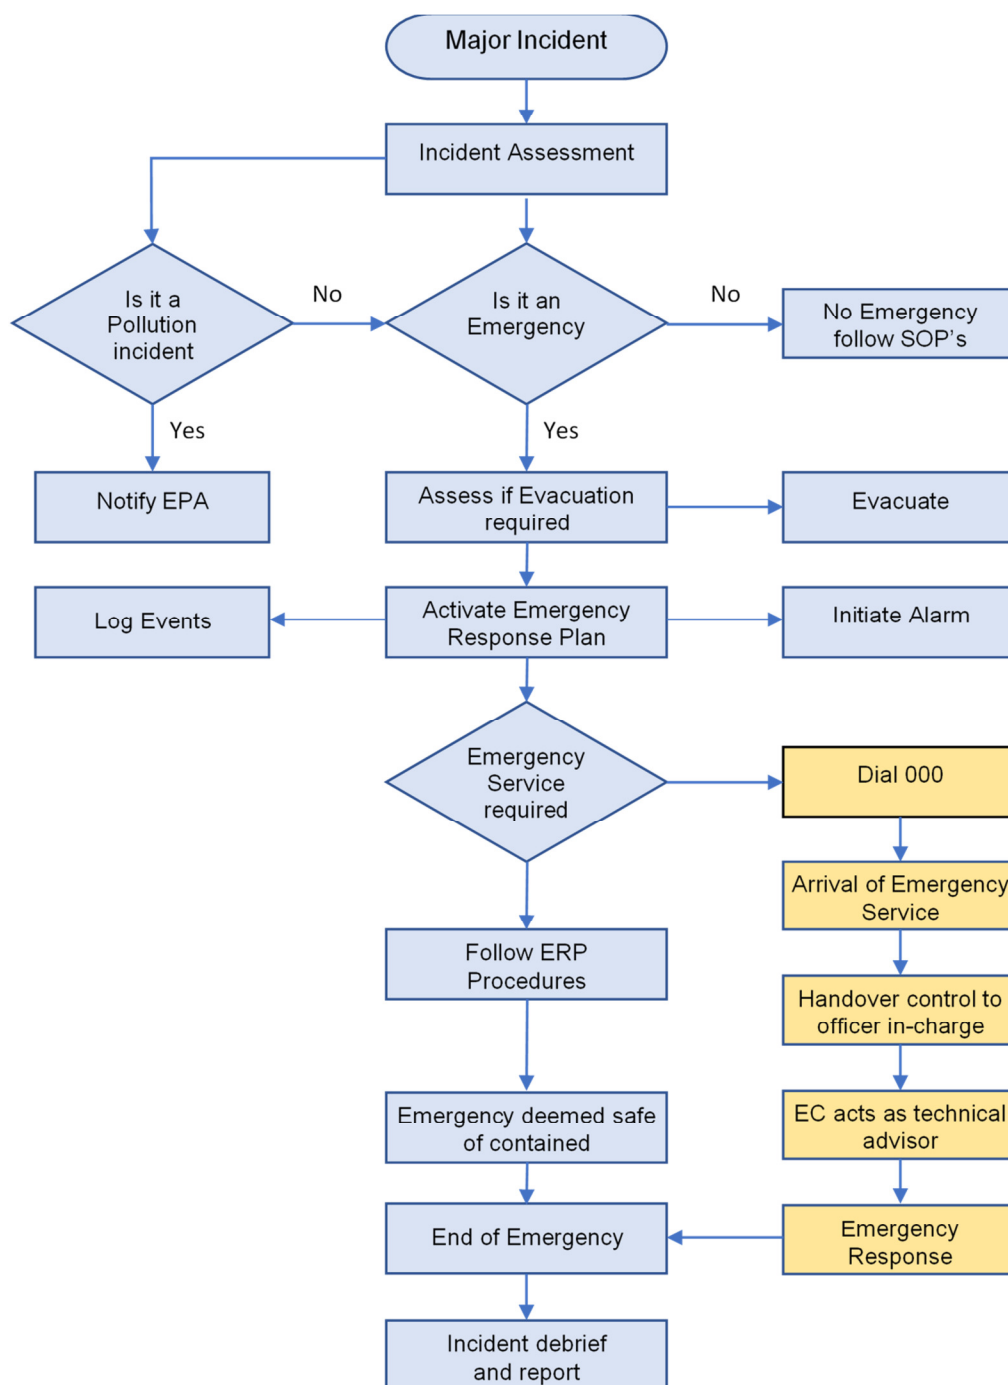 Major Incident
Incident Assessment
Is it a
Pollution
incident
No
Is it an
Emergency
No
No Emergency
follow SOP's
Yes
Yes
Notify EPA
Assess if Evacuation
required
Evacuate
Log Events
Activate Emergency
Response Plan
Initiate Alarm
Emergency
Service
required
Dial 000
Arrival of Emergency
Service
Follow ERP
Procedures
Handover control to
officer in-charge
Emergency deemed safe
of contained
EC acts as technical
advisor
End of Emergency
Emergency
Response
Incident debrief
and report